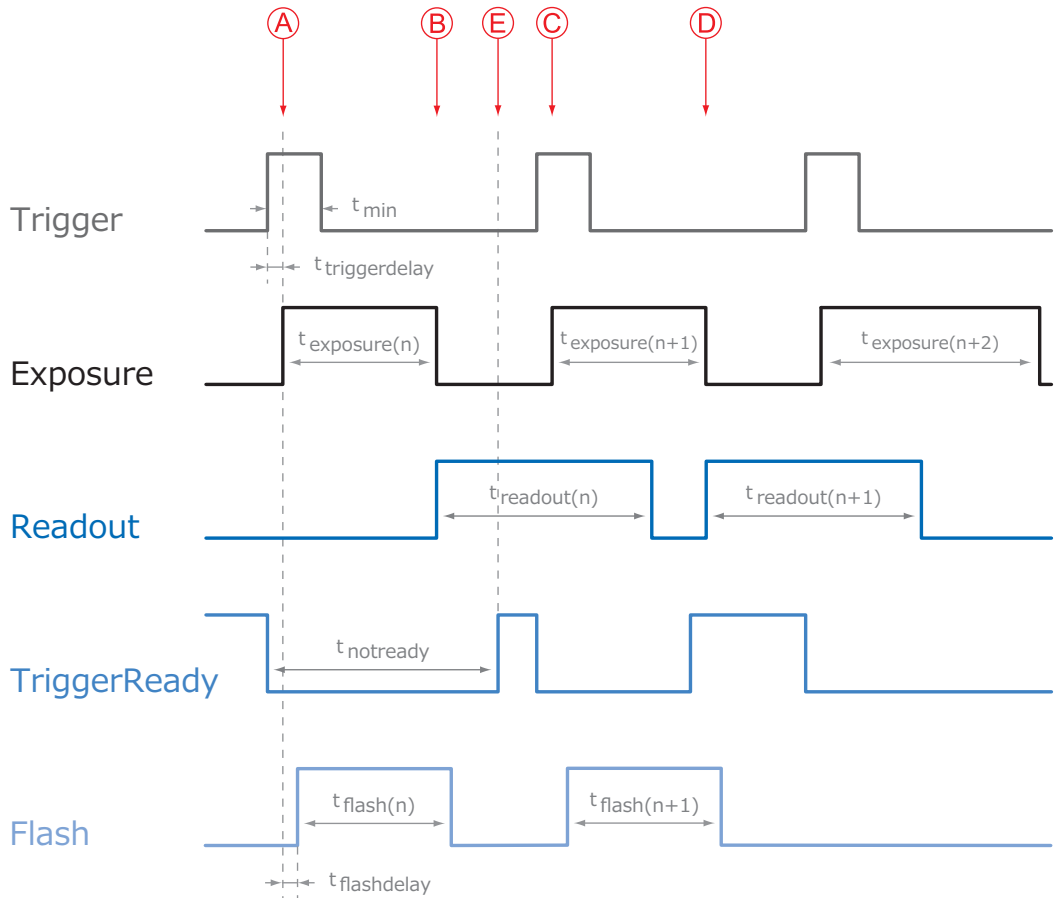 A B E C D
Trigger
t min
t triggerdelay
Exposure
t exposure(n)
t exposure(n+1)
t exposure(n+2)
Readout
t readout(n)
t readout(n+1)
TriggerReady
t notready
Flash
t flash(n)
t flash(n+1)
t flashdelay